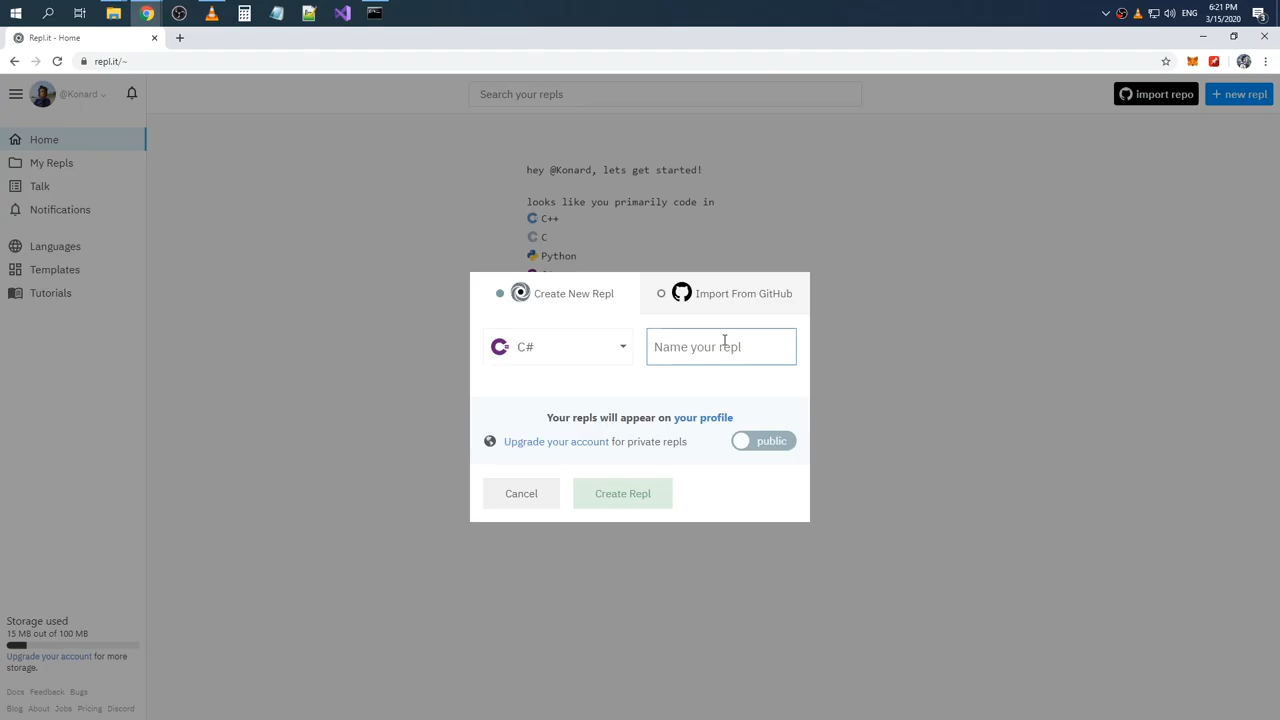 6:21 PM
ENG
3/15/2020
Repl.it - Home
repl.it/~
@Konard
Search your repls
import repo
+ new repl
Home
My Repls
Talk
Notifications
Languages
Templates
Tutorials
hey @Konard, lets get started!
looks like you primarily code in
C++
C
Python
Create New Repl
Import From GitHub
C#
Name your repl
Your repls will appear on your profile
Upgrade your account for private repls
public
Cancel
Create Repl
Storage used
15 MB out of 100 MB
Upgrade your account for more
storage.
Docs Feedback Bugs
Blog About Jobs Pricing Discord